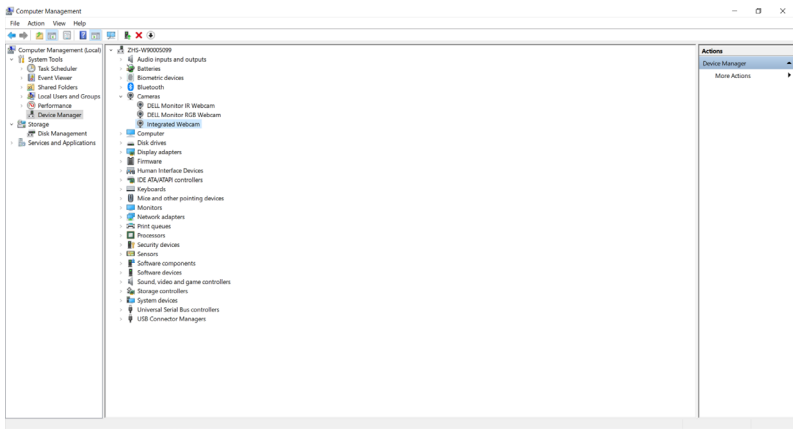 Computer Management
File Action View Help
Computer Management (Local)
System Tools
Task Scheduler
Event Viewer
Shared Folders
Local Users and Groups
Performance
Device Manager
Storage
Disk Management
Services and Applications
ZHS-W90005099
Audio inputs and outputs
Batteries
Biometric devices
Bluetooth
Cameras
DELL Monitor IR Webcam
DELL Monitor RGB Webcam
Integrated Webcam
Computer
Disk drives
Display adapters
Firmware
Human Interface Devices
IDE ATA/ATAPI controllers
Keyboards
Mice and other pointing devices
Monitors
Network adapters
Print queues
Processors
Security devices
Sensors
Software components
Software devices
Sound, video and game controllers
Storage controllers
System devices
Universal Serial Bus controllers
USB Connector Managers
Actions
Device Manager
More Actions